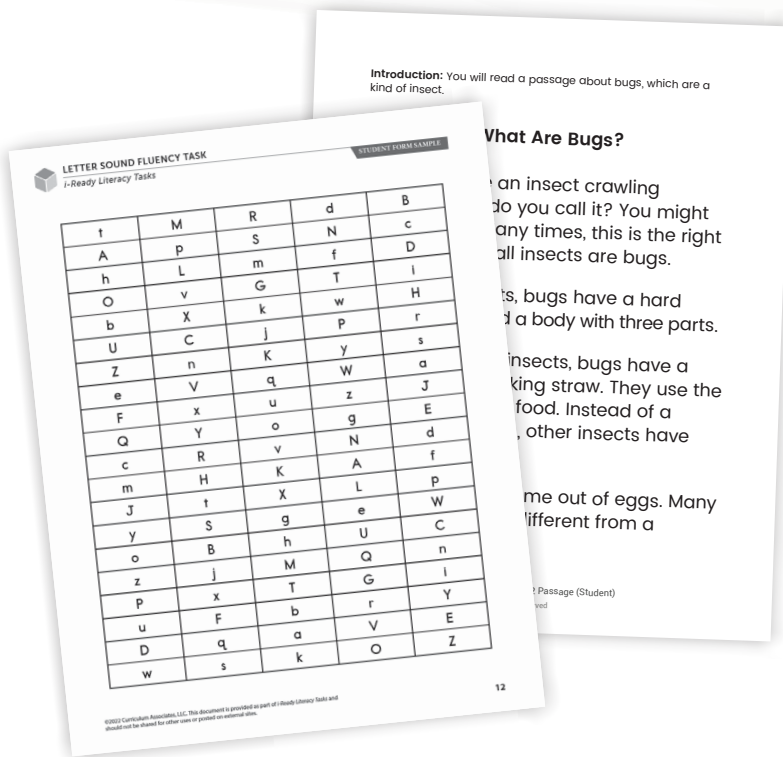 LETTER SOUND FLUENCY TASK
i-Ready Literacy Tasks
STUDENT FORM SAMPLE
t M R d B
A p S N c
h L m f D
O v G T i
b X k w H
U C j P r
Z n K y s
e V q W a
F x u z J
Q Y o g E
c R v N d
m H K A f
J t X L p
y S g e W
o B h U C
z j M Q n
P x T G i
u F b r Y
D q a V E
w s k O Z
©2022 Curriculum Associates, LLC. This document is provided as part of i-Ready Literacy Tasks and
should not be shared for other uses or posted on external sites.
12
Introduction: You will read a passage about bugs, which are a
kind of insect.
What Are Bugs?
an insect crawling
do you call it? You might
any times, this is the right
all insects are bugs.
ts, bugs have a hard
d a body with three parts.
insects, bugs have a
king straw. They use the
food. Instead of a
, other insects have
me out of eggs. Many
ifferent from a
Passage (Student)
ved